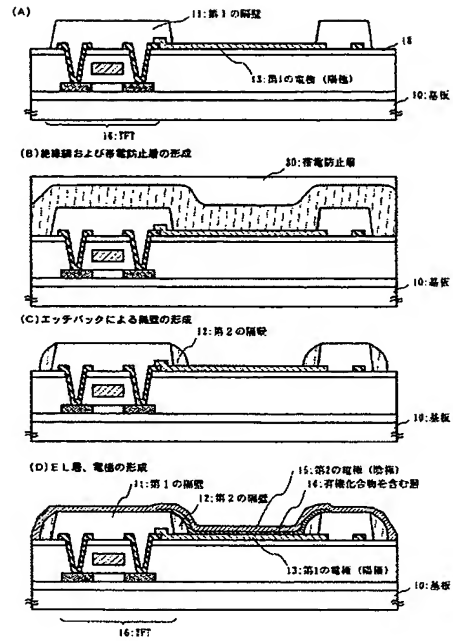 (A)
11:第1の隔壁
18
13:第1の電極(陽極)
10:基板
16:TFT
(B)絶縁膜および帯電防止層の形成
30:帯電防止層
10:基板
(C)エッチバックによる隔壁の形成
12:第2の隔壁
10:基板
(D)EL層、電極の形成
15:第2の電極(陰極)
11:第1の隔壁
14:有機化合物を含む層
12:第2の隔壁
13:第1の電極(陽極)
10:基板
16:TFT